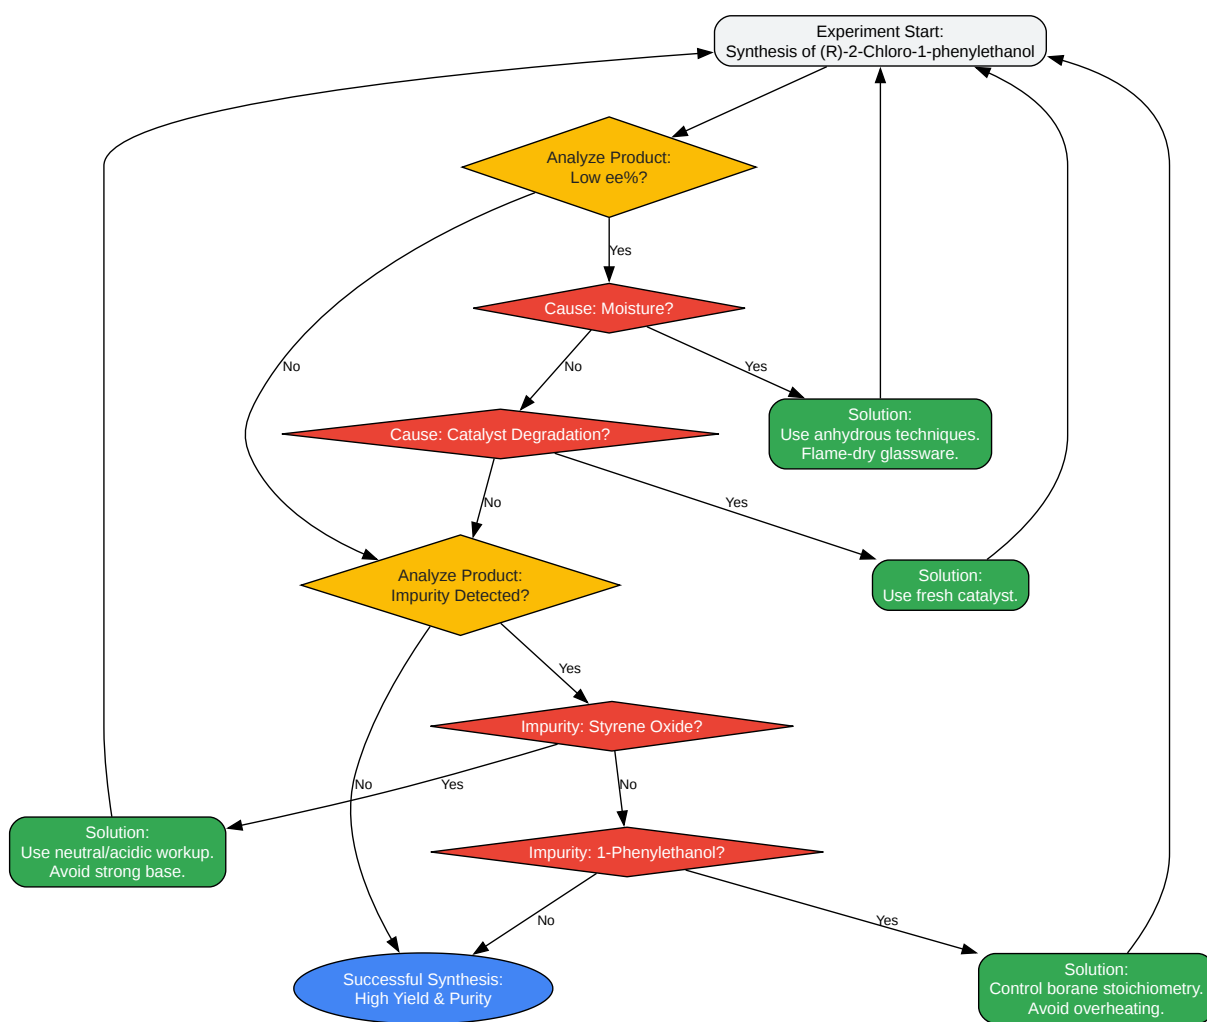 Experiment Start:
Synthesis of (R)-2-Chloro-1-phenylethanol
Analyze Product:
Low ee%?
Yes
Cause: Moisture?
No
No
Yes
Solution:
Use anhydrous techniques.
Flame-dry glassware.
Cause: Catalyst Degradation?
No
Yes
Analyze Product:
Impurity Detected?
Solution:
Use fresh catalyst.
Yes
Impurity: Styrene Oxide?
No
Yes
No
Solution:
Use neutral/acidic workup.
Avoid strong base.
Impurity: 1-Phenylethanol?
No
Yes
Successful Synthesis:
High Yield & Purity
Solution:
Control borane stoichiometry.
Avoid overheating.